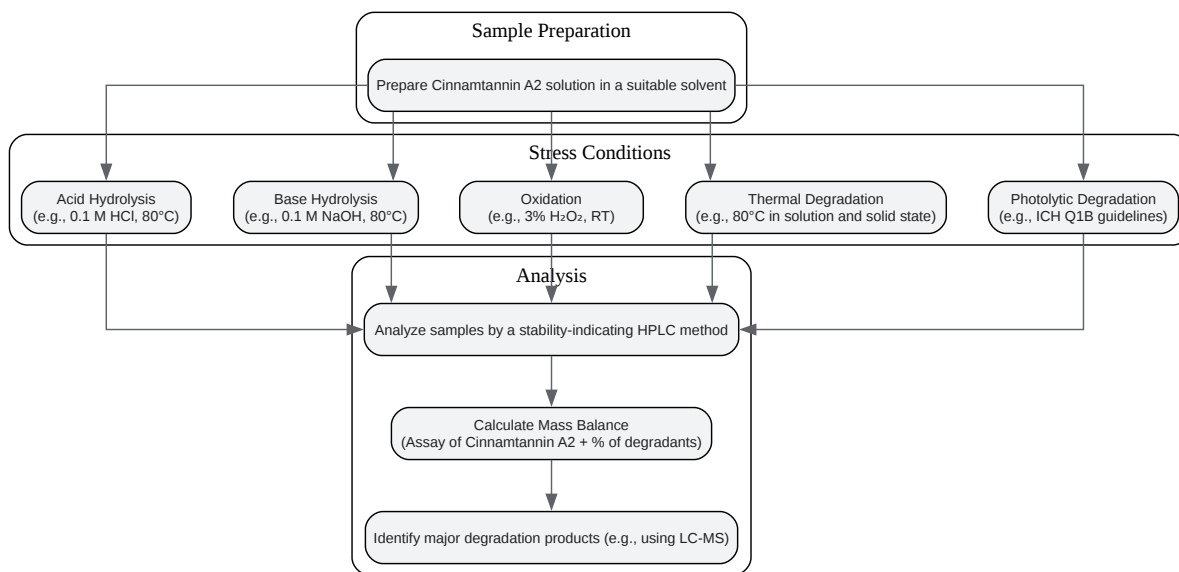 Sample Preparation
Prepare Cinnamtannin A2 solution in a suitable solvent
Stress Conditions
Acid Hydrolysis
(e.g., 0.1 M HCl, 80°C)
Base Hydrolysis
(e.g., 0.1 M NaOH, 80°C)
Oxidation
(e.g., 3% H₂O₂, RT)
Thermal Degradation
(e.g., 80°C in solution and solid state)
Photolytic Degradation
(e.g., ICH Q1B guidelines)
Analysis
Analyze samples by a stability-indicating HPLC method
Calculate Mass Balance
(Assay of Cinnamtannin A2 + % of degradants)
Identify major degradation products (e.g., using LC-MS)